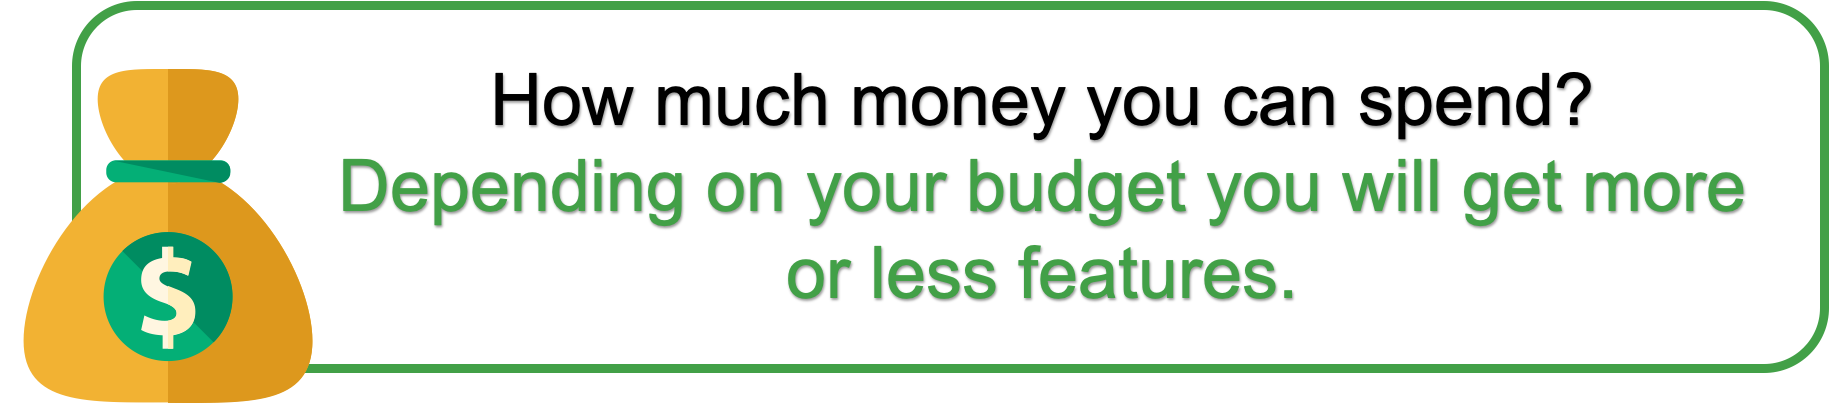 How much money you can spend?
Depending on your budget you will get more
or less features.
$